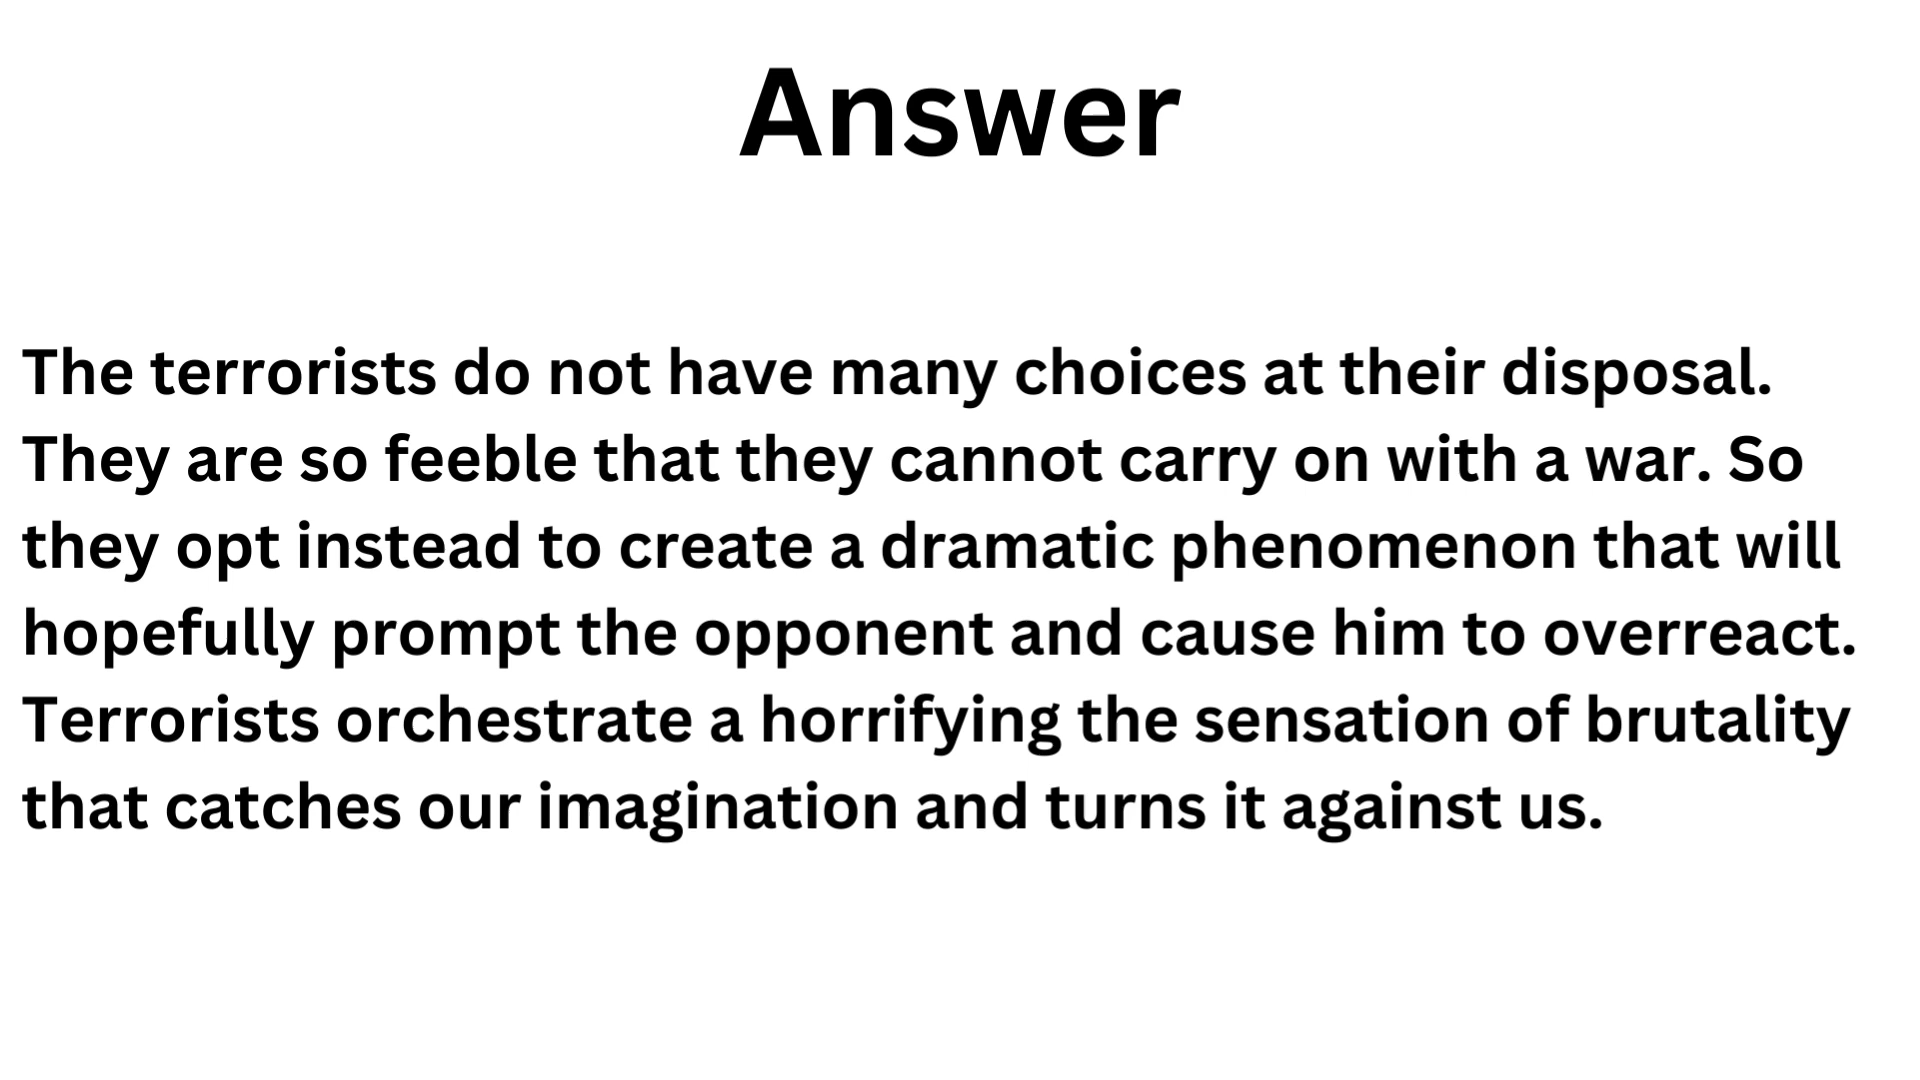 Answer
The terrorists do not have many choices at their disposal.
They are so feeble that they cannot carry on with a war. So
they opt instead to create a dramatic phenomenon that will
hopefully prompt the opponent and cause him to overreact.
Terrorists orchestrate a horrifying the sensation of brutality
that catches our imagination and turns it against us.